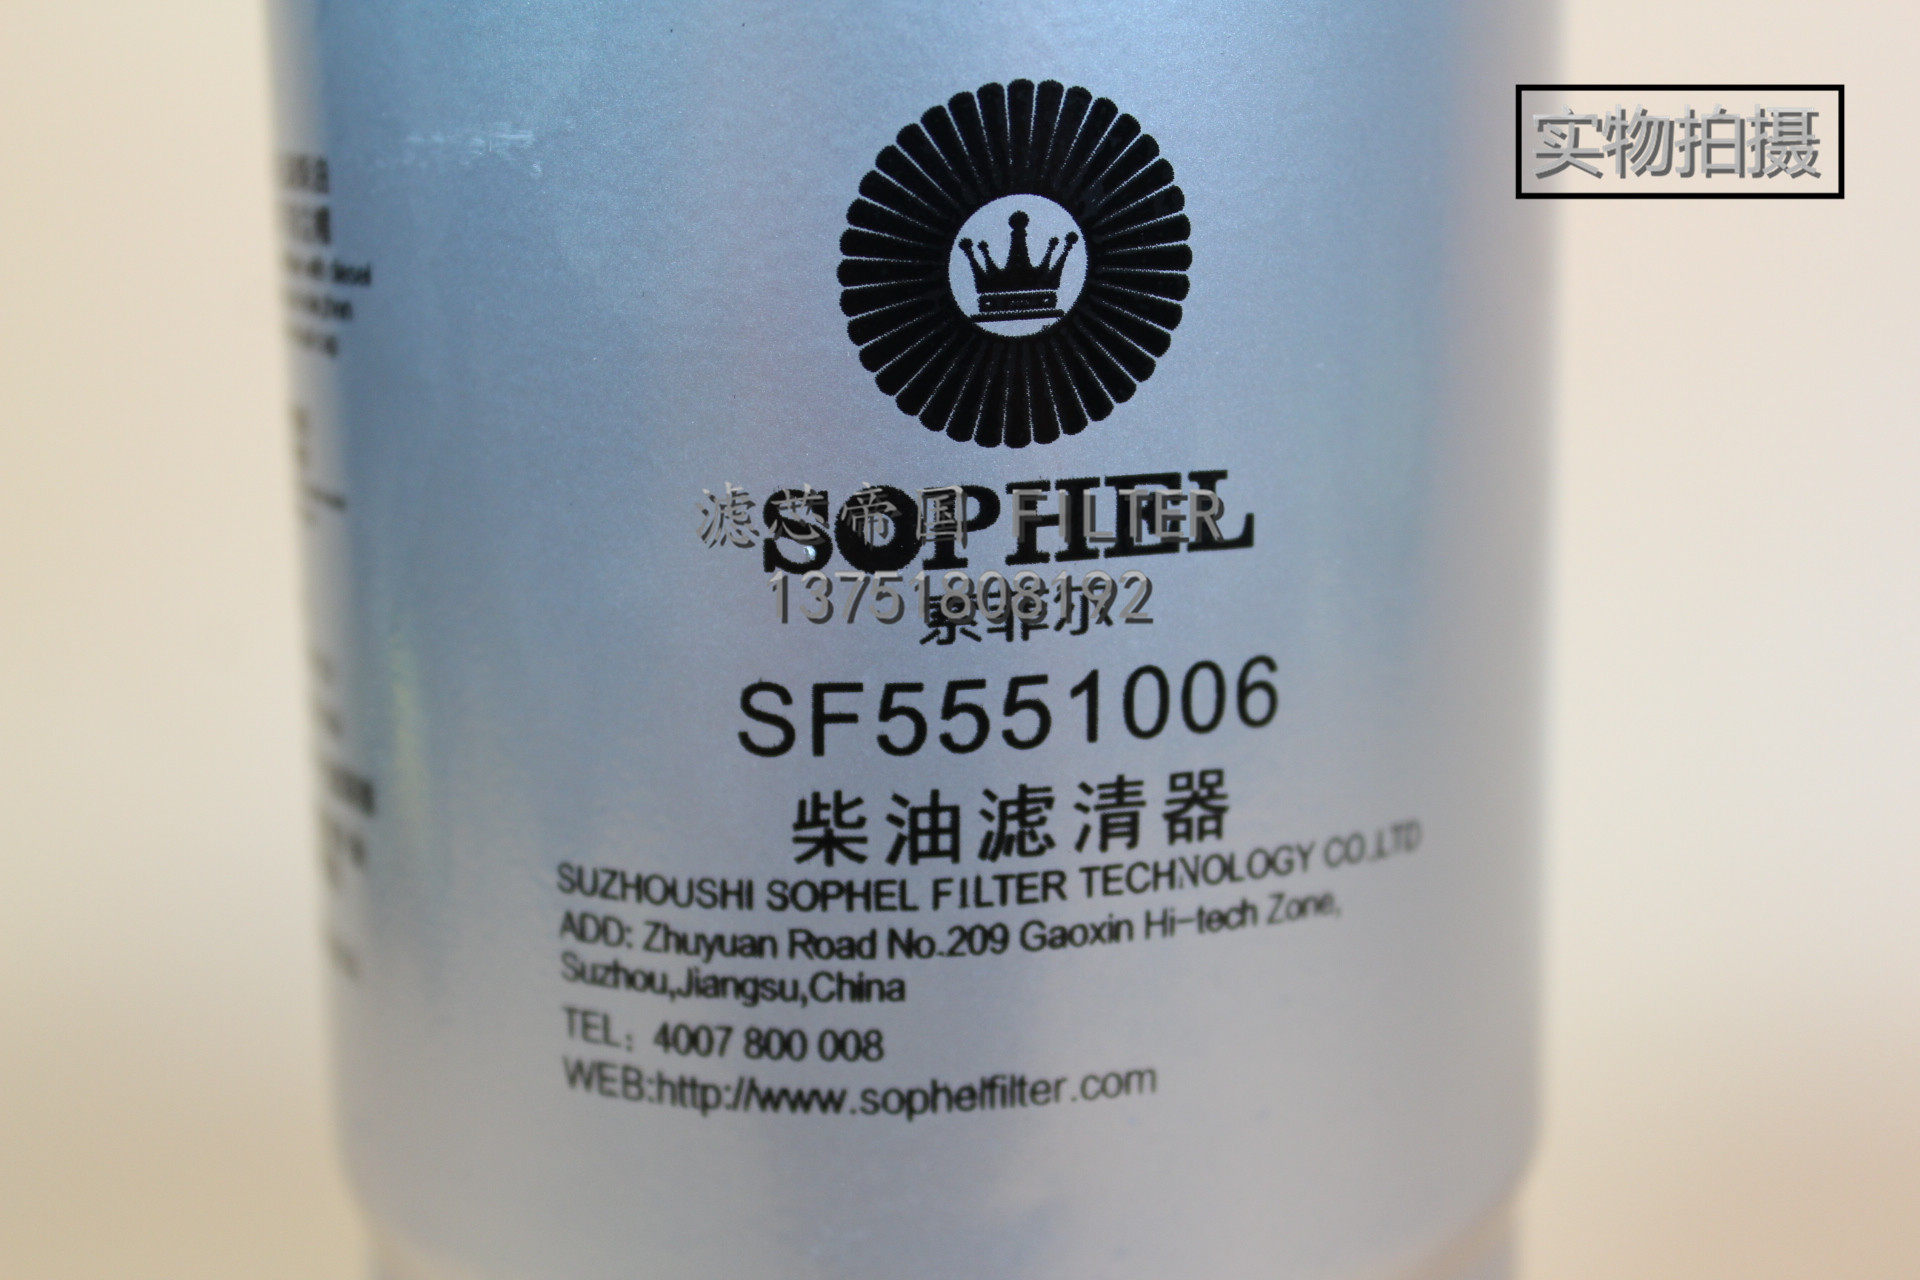 实物拍摄
SOPHEL
滤芯帝国 FILTER
13751808192
索菲尔
SF5551006
柴油滤清器
SUZHOUSHI SOPHEL FILTER TECHNOLOGY CO.,LTD
ADD: Zhuyuan Road No.209 Gaoxin Hi-tech Zone,
Suzhou,Jiangsu,China
TEL: 4007 800 008
WEB:http://www.sophelfilter.com